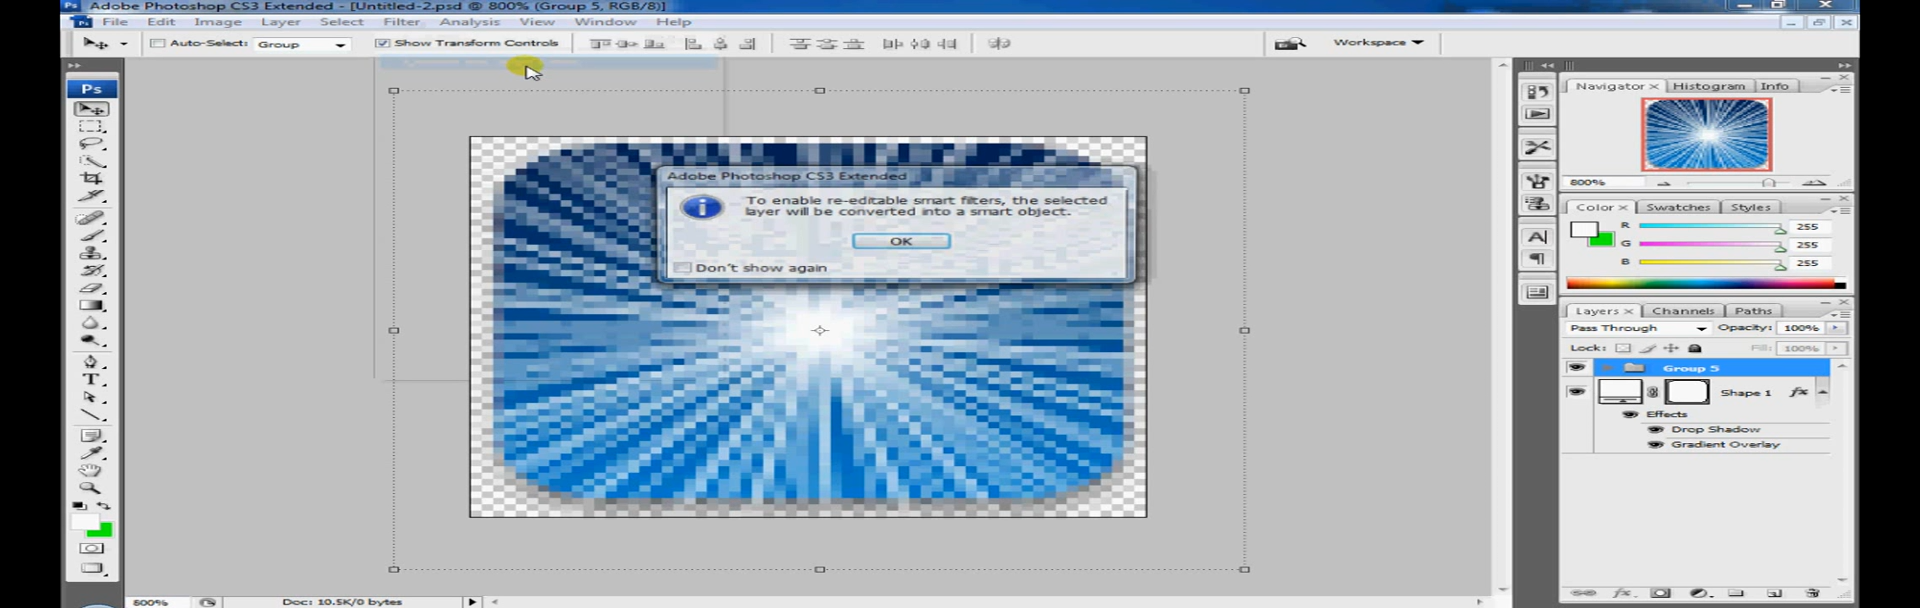 Ps Adobe Photoshop CS3 Extended - [Untitled-2.psd @ 800% (Group 5, RGB/8)]
Ps File Edit Image Layer Select Filter Analysis View Window Help
Auto-Select: Group Show Transform Controls Workspace
Ps
Navigator × Histogram Info
Adobe Photoshop CS3 Extended
To enable re-editable smart filters, the selected
layer will be converted into a smart object.
OK
Don't show again
800%
Color × Swatches Styles
R 255
G 255
B 255
Layers × Channels Paths
Pass Through Opacity: 100%
Lock: Fill: 100%
Group 5
Shape 1 fx
Effects
Drop Shadow
Gradient Overlay
T
A
800% Doc: 10.5K/0 bytes
fx